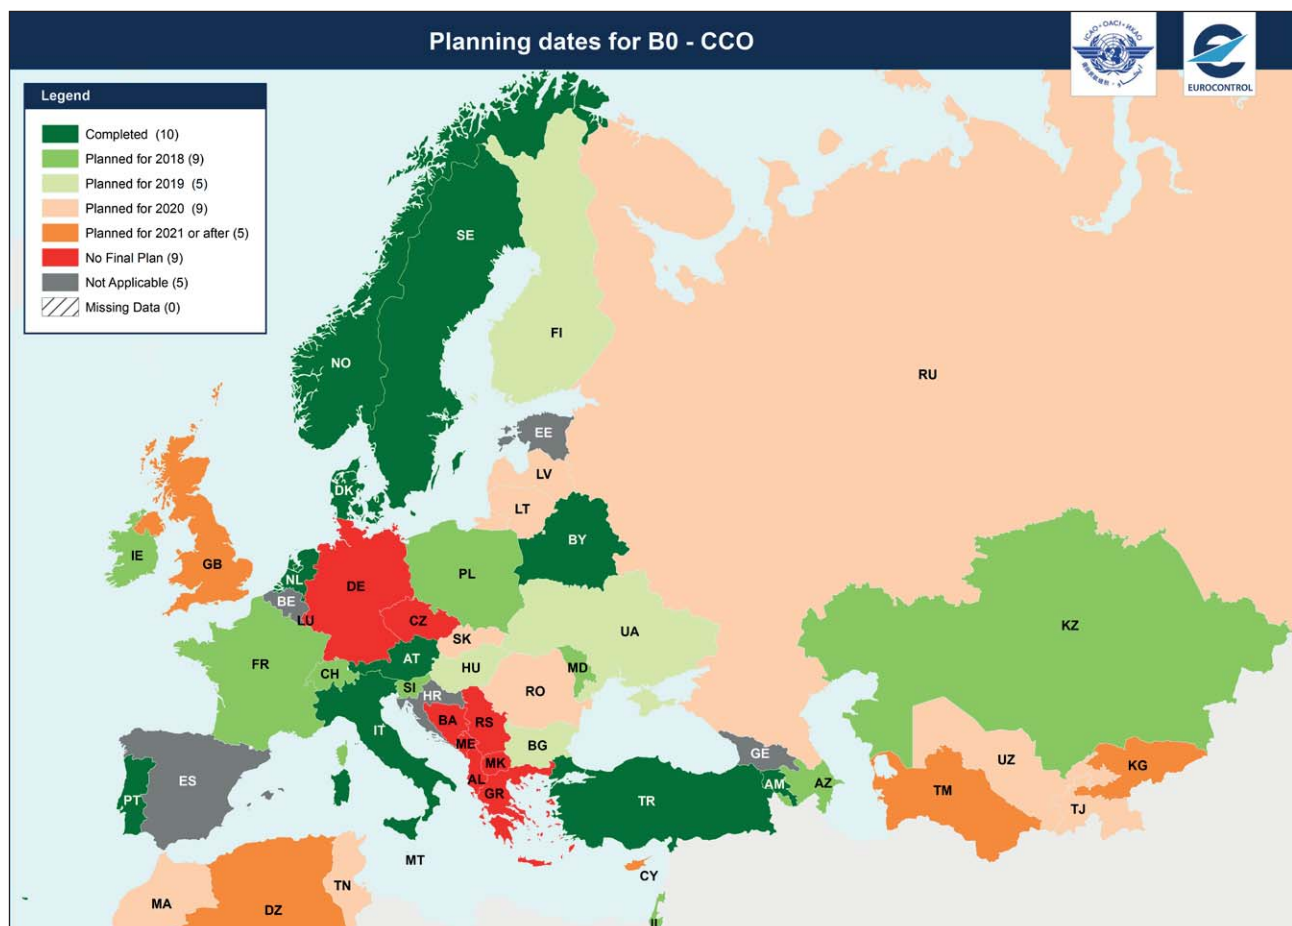 Planning dates for B0 - CCO
ICAO • OACI • ИКАО
EUROCONTROL
Legend
Completed (10)
Planned for 2018 (9)
Planned for 2019 (5)
Planned for 2020 (9)
Planned for 2021 or after (5)
No Final Plan (9)
Not Applicable (5)
Missing Data (0)
SE
FI
NO
RU
EE
LV
DK
LT
BY
IE
GB
NL
DE
PL
BE
LU
CZ
KZ
UA
SK
FR
AT
CH
HU
MD
SI
HR
RO
IT
BA
RS
ME
BG
GE
MK
UZ
KG
ES
AL
AM
AZ
TM
PT
GR
TR
TJ
MT
CY
TN
MA
DZ
IL